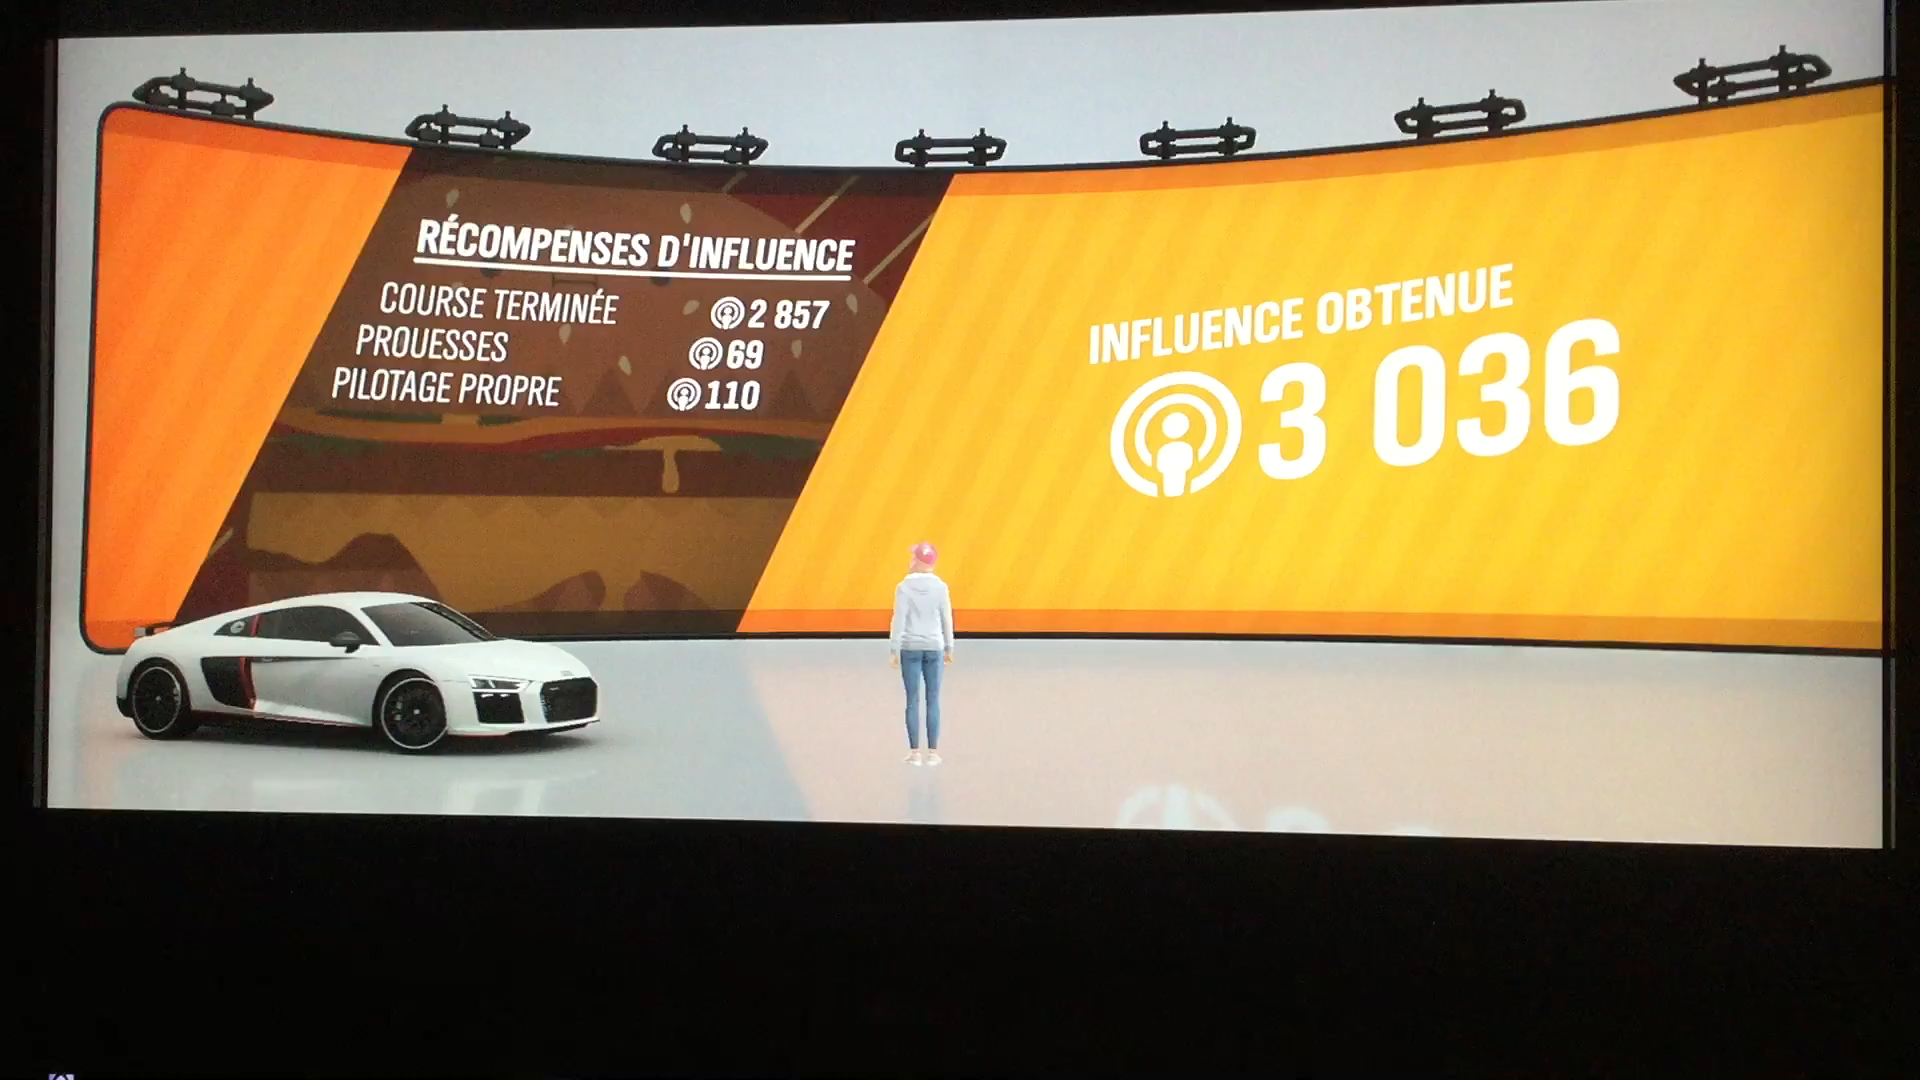 RÉCOMPENSES D'INFLUENCE
COURSE TERMINÉE 2 857
PROUESSES 69
PILOTAGE PROPRE 110
INFLUENCE OBTENUE
3 036